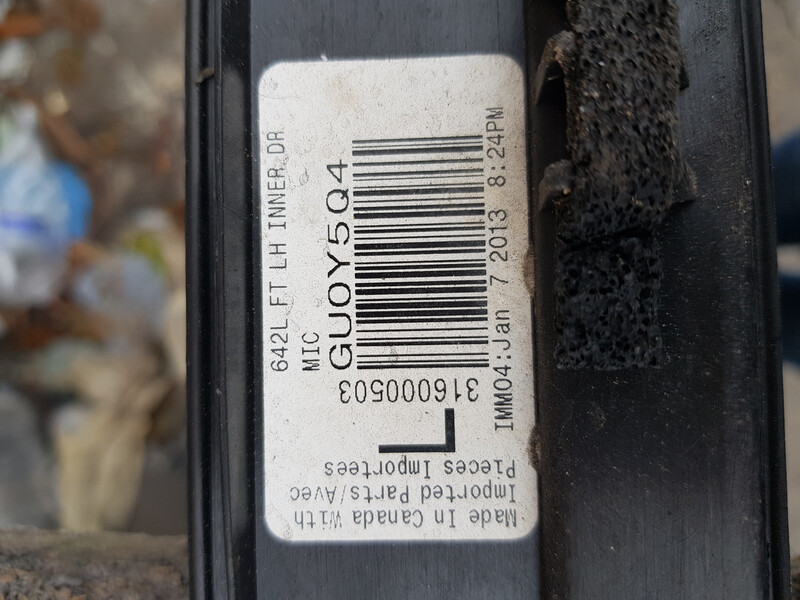 642L FT LH INNER DR
MIC
GUOY5Q4
IMM04:Jan 7 2013 8:24PM
316000503
L
Made In Canada With
Imported Parts/Avec
Pieces Importees